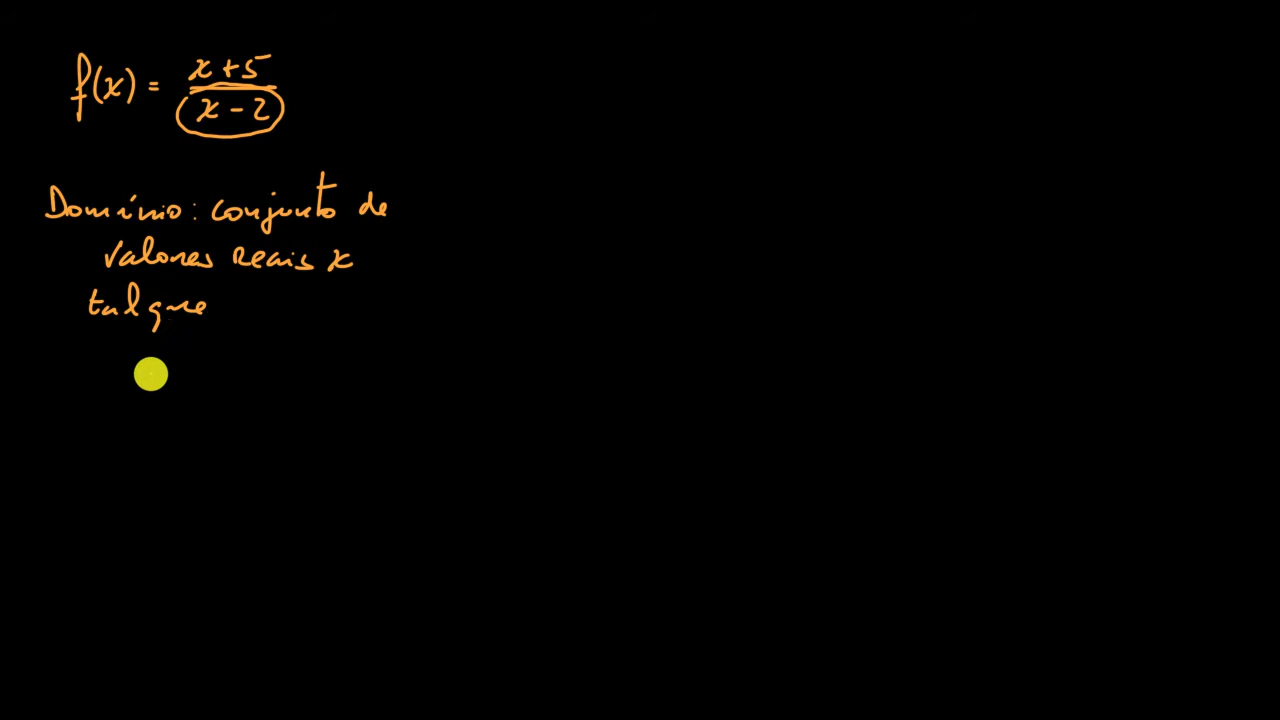 f(x) = x + 5 / x - 2
Domínio: conjunto de
valores reais x
tal que